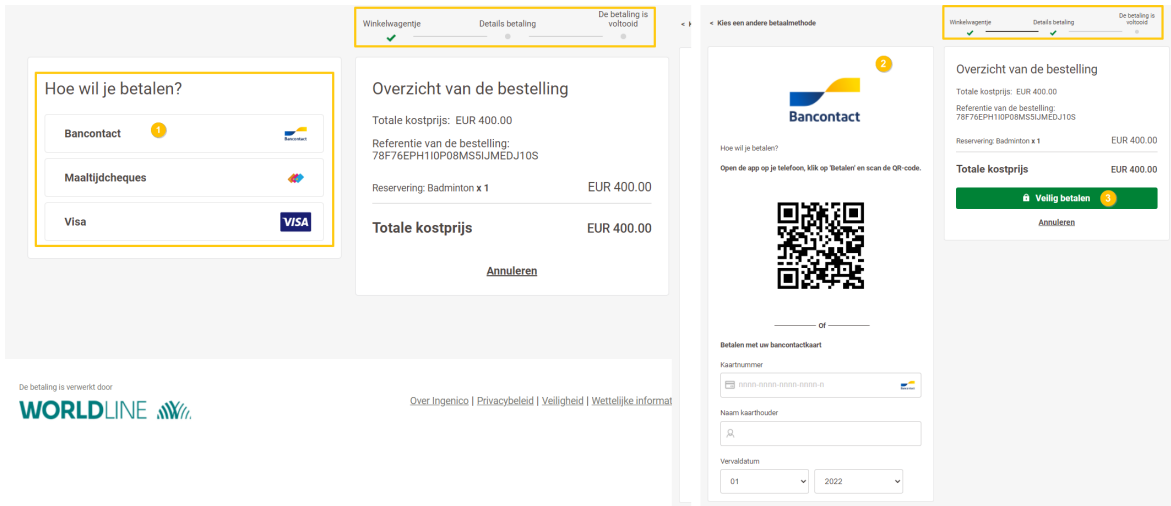 Winkelwagentje
Details betaling
De betaling is
voltooid
Hoe wil je betalen?
1
Bancontact
Bancontact
Maaltijdcheques
Visa
VISA
Overzicht van de bestelling
Totale kostprijs: EUR 400.00
Referentie van de bestelling:
78F76EPH1I0P08MS5IJMEDJ10S
Reservering: Badminton x 1 EUR 400.00
Totale kostprijs EUR 400.00
Annuleren
De betaling is verwerkt door
WORLDLINE
Over Ingenico | Privacybeleid | Veiligheid | Wettelijke informat
<
< Kies een andere betaalmethode
2
Bancontact
Hoe wil je betalen?
Open de app op je telefoon, klik op 'Betalen' en scan de QR-code.
Of
Betalen met uw bancontactkaart
Kaartnummer
nnnn-nnnn-nnnn-nnnn-n
Bancontact
Naam kaarthouder
Vervaldatum
01 2022
Winkelwagentje
Details betaling
De betaling is
voltooid
Overzicht van de bestelling
Totale kostprijs: EUR 400.00
Referentie van de bestelling:
78F76EPH1I0P08MS5IJMEDJ10S
Reservering: Badminton x 1 EUR 400.00
Totale kostprijs EUR 400.00
Veilig betalen 3
Annuleren